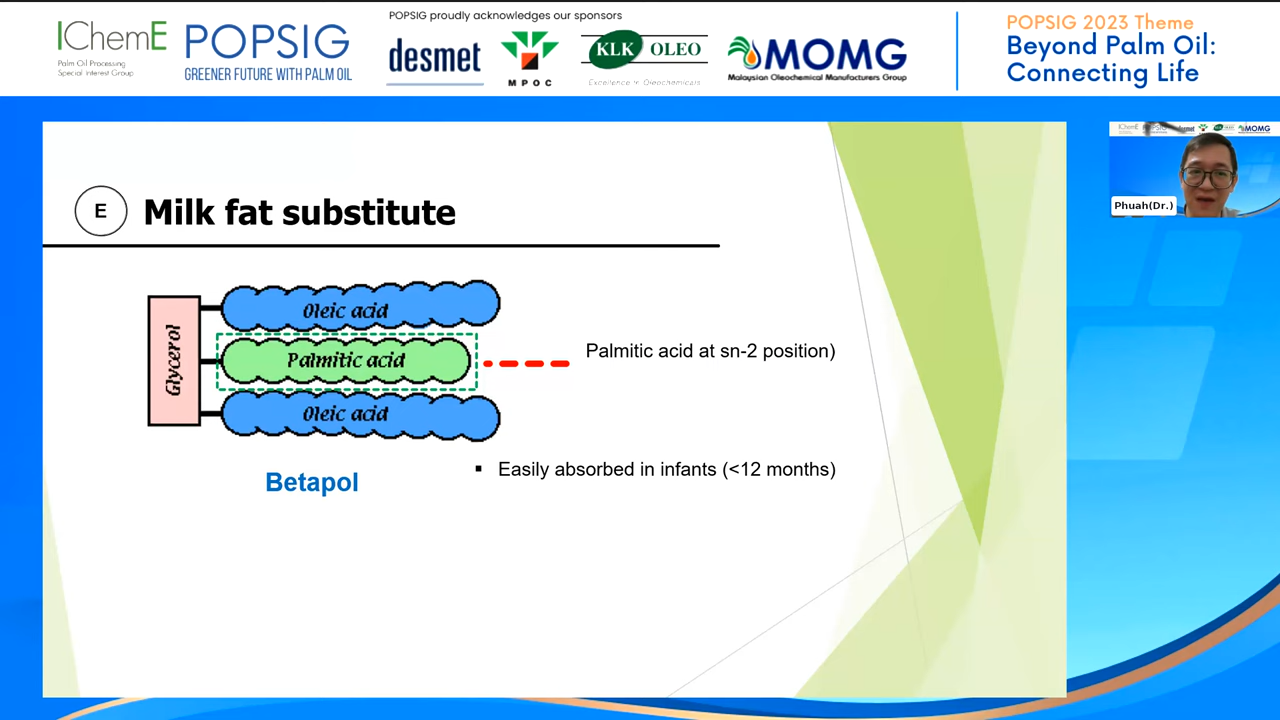 IChemE
Palm Oil Processing
Special Interest Group
POPSIG
GREENER FUTURE WITH PALM OIL
POPSIG proudly acknowledges our sponsors
desmet
MPOC
KLK OLEO
Excellence in Oleochemicals
MOMG
Malaysian Oleochemical Manufacturers Group
POPSIG 2023 Theme
Beyond Palm Oil:
Connecting Life
E
Milk fat substitute
Glycerol
Oleic acid
Palmitic acid
Oleic acid
Palmitic acid at sn-2 position)
Betapol
▪ Easily absorbed in infants (<12 months)
IChemE
MOMG
Phuah(Dr.)